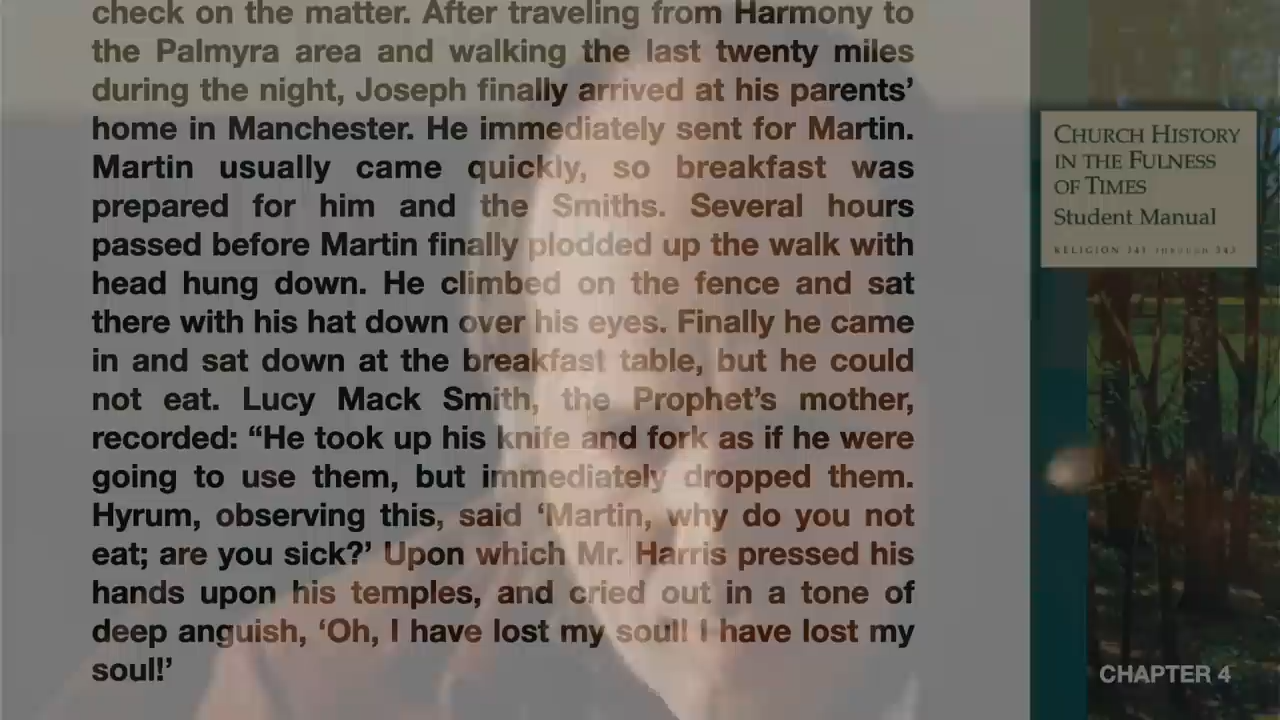 check on the matter. After traveling from Harmony to
the Palmyra area and walking the last twenty miles
during the night, Joseph finally arrived at his parents’
home in Manchester. He immediately sent for Martin.
Martin usually came quickly, so breakfast was
prepared for him and the Smiths. Several hours
passed before Martin finally plodded up the walk with
head hung down. He climbed on the fence and sat
there with his hat down over his eyes. Finally he came
in and sat down at the breakfast table, but he could
not eat. Lucy Mack Smith, the Prophet’s mother,
recorded: “He took up his knife and fork as if he were
going to use them, but immediately dropped them.
Hyrum, observing this, said ‘Martin, why do you not
eat; are you sick?’ Upon which Mr. Harris pressed his
hands upon his temples, and cried out in a tone of
deep anguish, ‘Oh, I have lost my soul! I have lost my
soul!’
CHURCH HISTORY
IN THE FULNESS
OF TIMES
Student Manual
RELIGION 341 THROUGH 343
CHAPTER 4